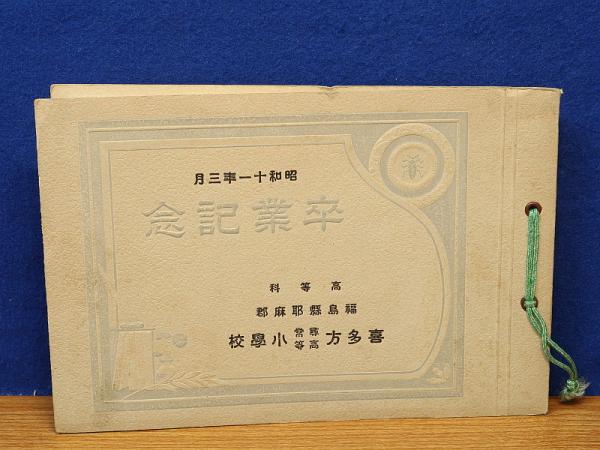 昭和十一年三月
卒業記念
高等科
福島縣耶麻郡
喜多方尋常高等小學校